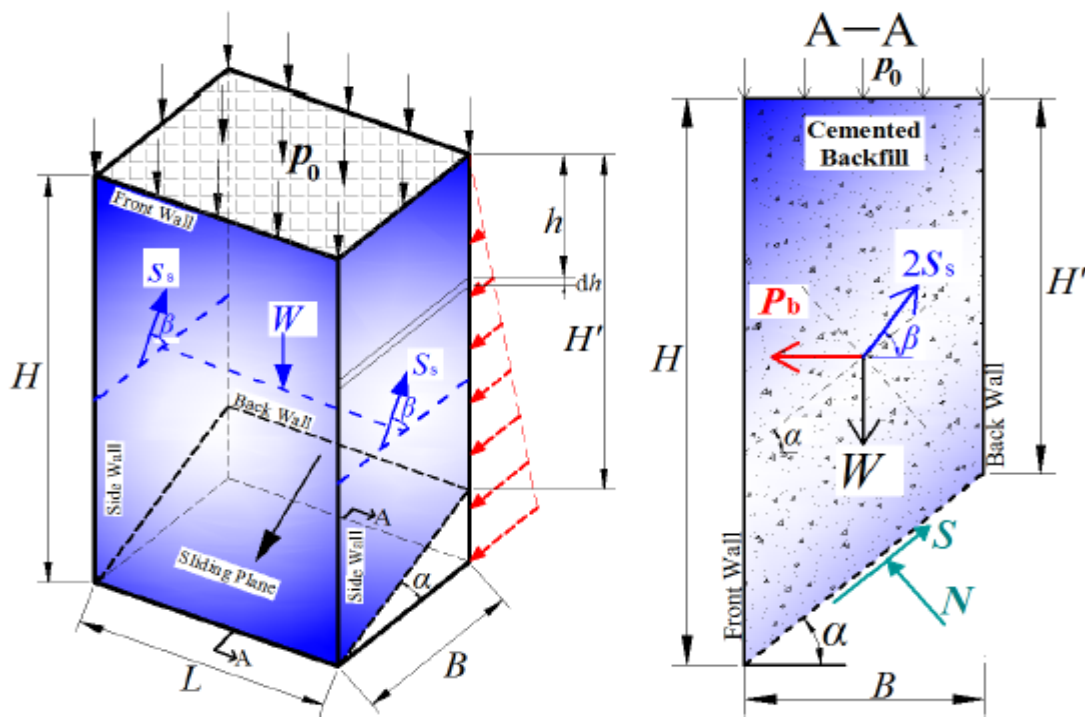 A—A
p₀
p₀
Cemented
Backfill
Front Wall
h
dh
H′
H′
Sₛ
β
W
Sₛ
β
H
H
2Sₛ
P_b
β
Back Wall
α
W
Back Wall
Side Wall
A
Side Wall
Sliding Plane
α
S
N
Front Wall
α
A
L
B
B